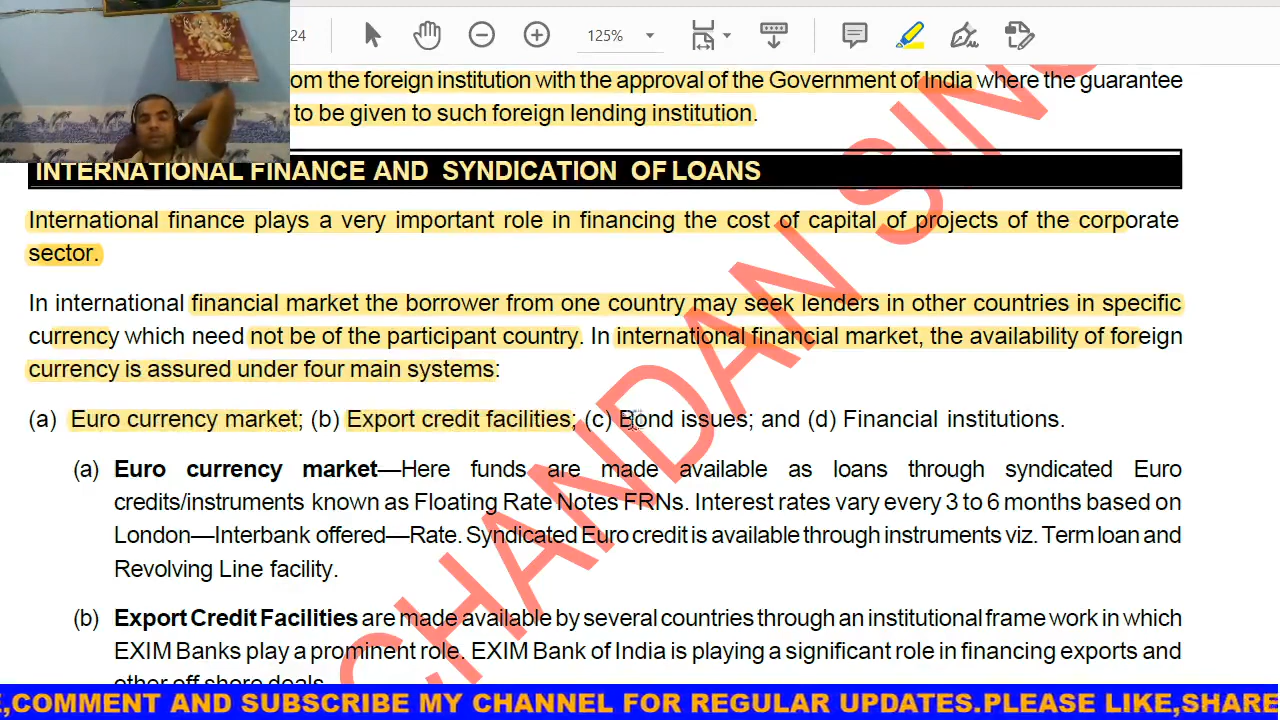 24
125%
om the foreign institution with the approval of the Government of India where the guarantee
to be given to such foreign lending institution.
INTERNATIONAL FINANCE AND SYNDICATION OF LOANS
International finance plays a very important role in financing the cost of capital of projects of the corporate
sector.
In international financial market the borrower from one country may seek lenders in other countries in specific
currency which need not be of the participant country. In international financial market, the availability of foreign
currency is assured under four main systems:
(a) Euro currency market; (b) Export credit facilities; (c) Bond issues; and (d) Financial institutions.
(a) Euro currency market—Here funds are made available as loans through syndicated Euro
credits/instruments known as Floating Rate Notes FRNs. Interest rates vary every 3 to 6 months based on
London—Interbank offered—Rate. Syndicated Euro credit is available through instruments viz. Term loan and
Revolving Line facility.
(b) Export Credit Facilities are made available by several countries through an institutional frame work in which
EXIM Banks play a prominent role. EXIM Bank of India is playing a significant role in financing exports and
other off shore deals.
CHANDAN SIN
E,COMMENT AND SUBSCRIBE MY CHANNEL FOR REGULAR UPDATES.PLEASE LIKE,SHARE